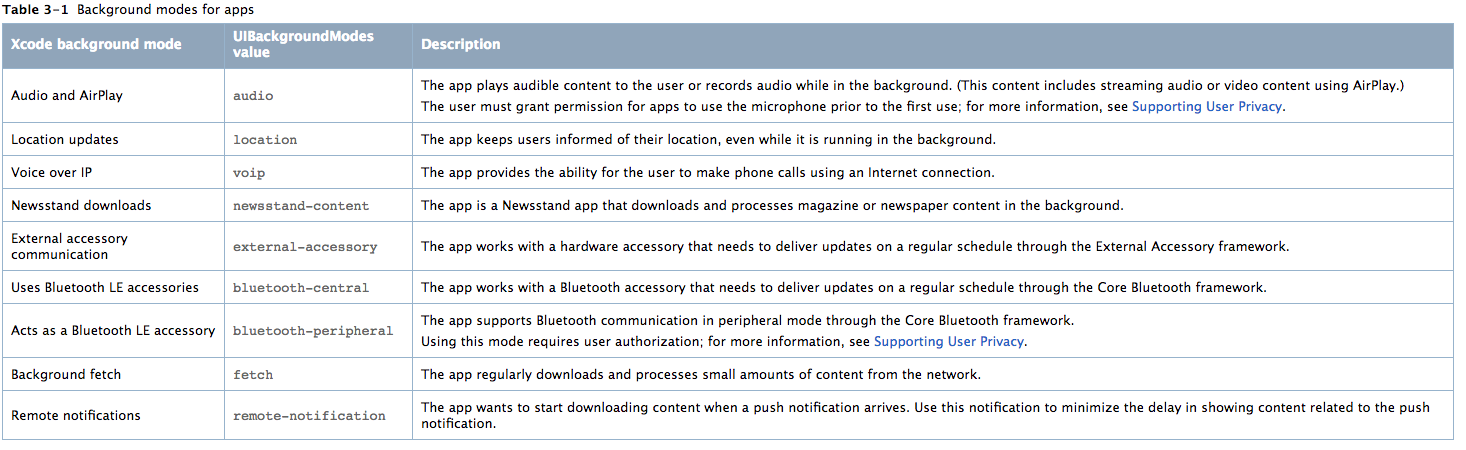 Table 3-1 Background modes for apps
Xcode background mode
UIBackgroundModes
value
Description
Audio and AirPlay
audio
The app plays audible content to the user or records audio while in the background. (This content includes streaming audio or video content using AirPlay.)
The user must grant permission for apps to use the microphone prior to the first use; for more information, see Supporting User Privacy.
Location updates
location
The app keeps users informed of their location, even while it is running in the background.
Voice over IP
voip
The app provides the ability for the user to make phone calls using an Internet connection.
Newsstand downloads
newsstand-content
The app is a Newsstand app that downloads and processes magazine or newspaper content in the background.
External accessory
communication
external-accessory
The app works with a hardware accessory that needs to deliver updates on a regular schedule through the External Accessory framework.
Uses Bluetooth LE accessories
bluetooth-central
The app works with a Bluetooth accessory that needs to deliver updates on a regular schedule through the Core Bluetooth framework.
Acts as a Bluetooth LE accessory
bluetooth-peripheral
The app supports Bluetooth communication in peripheral mode through the Core Bluetooth framework.
Using this mode requires user authorization; for more information, see Supporting User Privacy.
Background fetch
fetch
The app regularly downloads and processes small amounts of content from the network.
Remote notifications
remote-notification
The app wants to start downloading content when a push notification arrives. Use this notification to minimize the delay in showing content related to the push
notification.